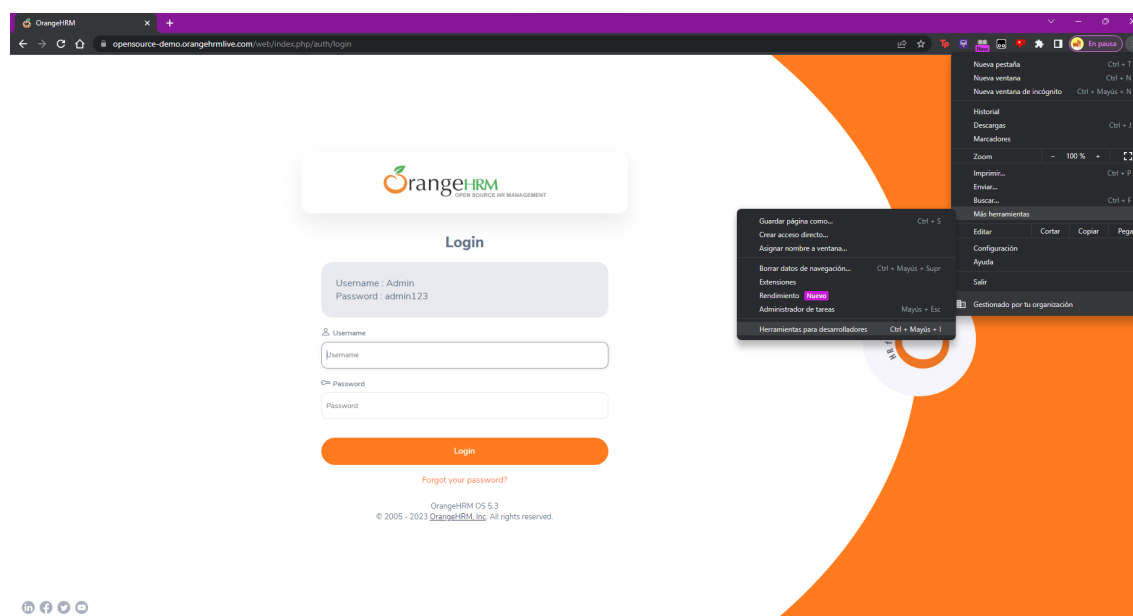 OrangeHRM
opensource-demo.orangehrmlive.com/web/index.php/auth/login
New
En pausa
Nueva pestaña Ctrl + T
Nueva ventana Ctrl + N
Nueva ventana de incógnito Ctrl + Mayús + N
Historial
Descargas Ctrl + J
Marcadores
Zoom - 100 % +
Imprimir... Ctrl + P
Enviar...
Buscar... Ctrl + F
Más herramientas
Editar Cortar Copiar Pega
Configuración
Ayuda
Salir
Gestionado por tu organización
Guardar página como... Ctrl + S
Crear acceso directo...
Asignar nombre a ventana...
Borrar datos de navegación... Ctrl + Mayús + Supr
Extensiones
Rendimiento Nuevo
Administrador de tareas Mayús + Esc
Herramientas para desarrolladores Ctrl + Mayús + I
OrangeHRM
OPEN SOURCE HR MANAGEMENT
Login
Username : Admin
Password : admin123
Username
Username
Password
Password
Login
Forgot your password?
OrangeHRM OS 5.3
© 2005 - 2023 OrangeHRM, Inc. All rights reserved.